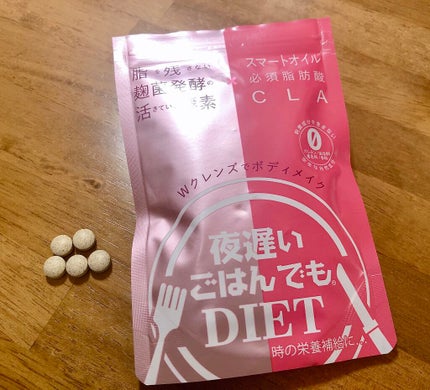 脂を残さない
麹菌発酵の
活きている酵素
スマートオイル
必須脂肪酸
CLA
0
Wクレンズでボディメイク
夜遅い
ごはんでも®
DIET
時の栄養補給に…